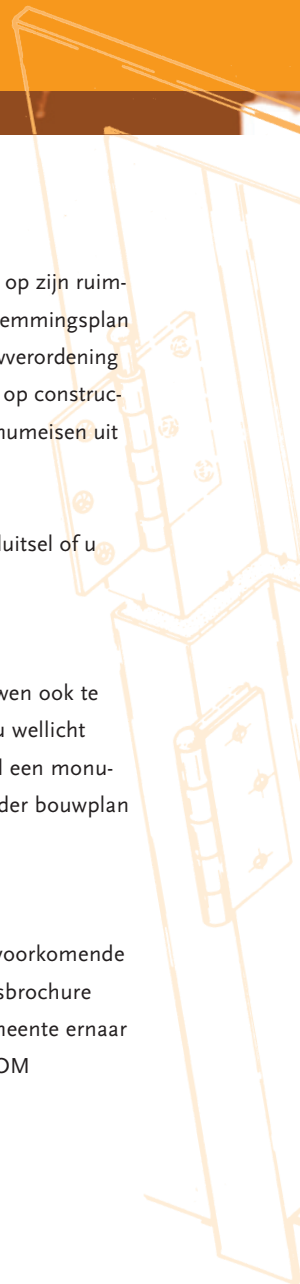 op zijn ruim-
emmingsplan
verordening
op construc-
numeisen uit
luitsel of u
wen ook te
u wellicht
l een monu-
der bouwplan
voorkomende
sbrochure
neente ernaar
OM